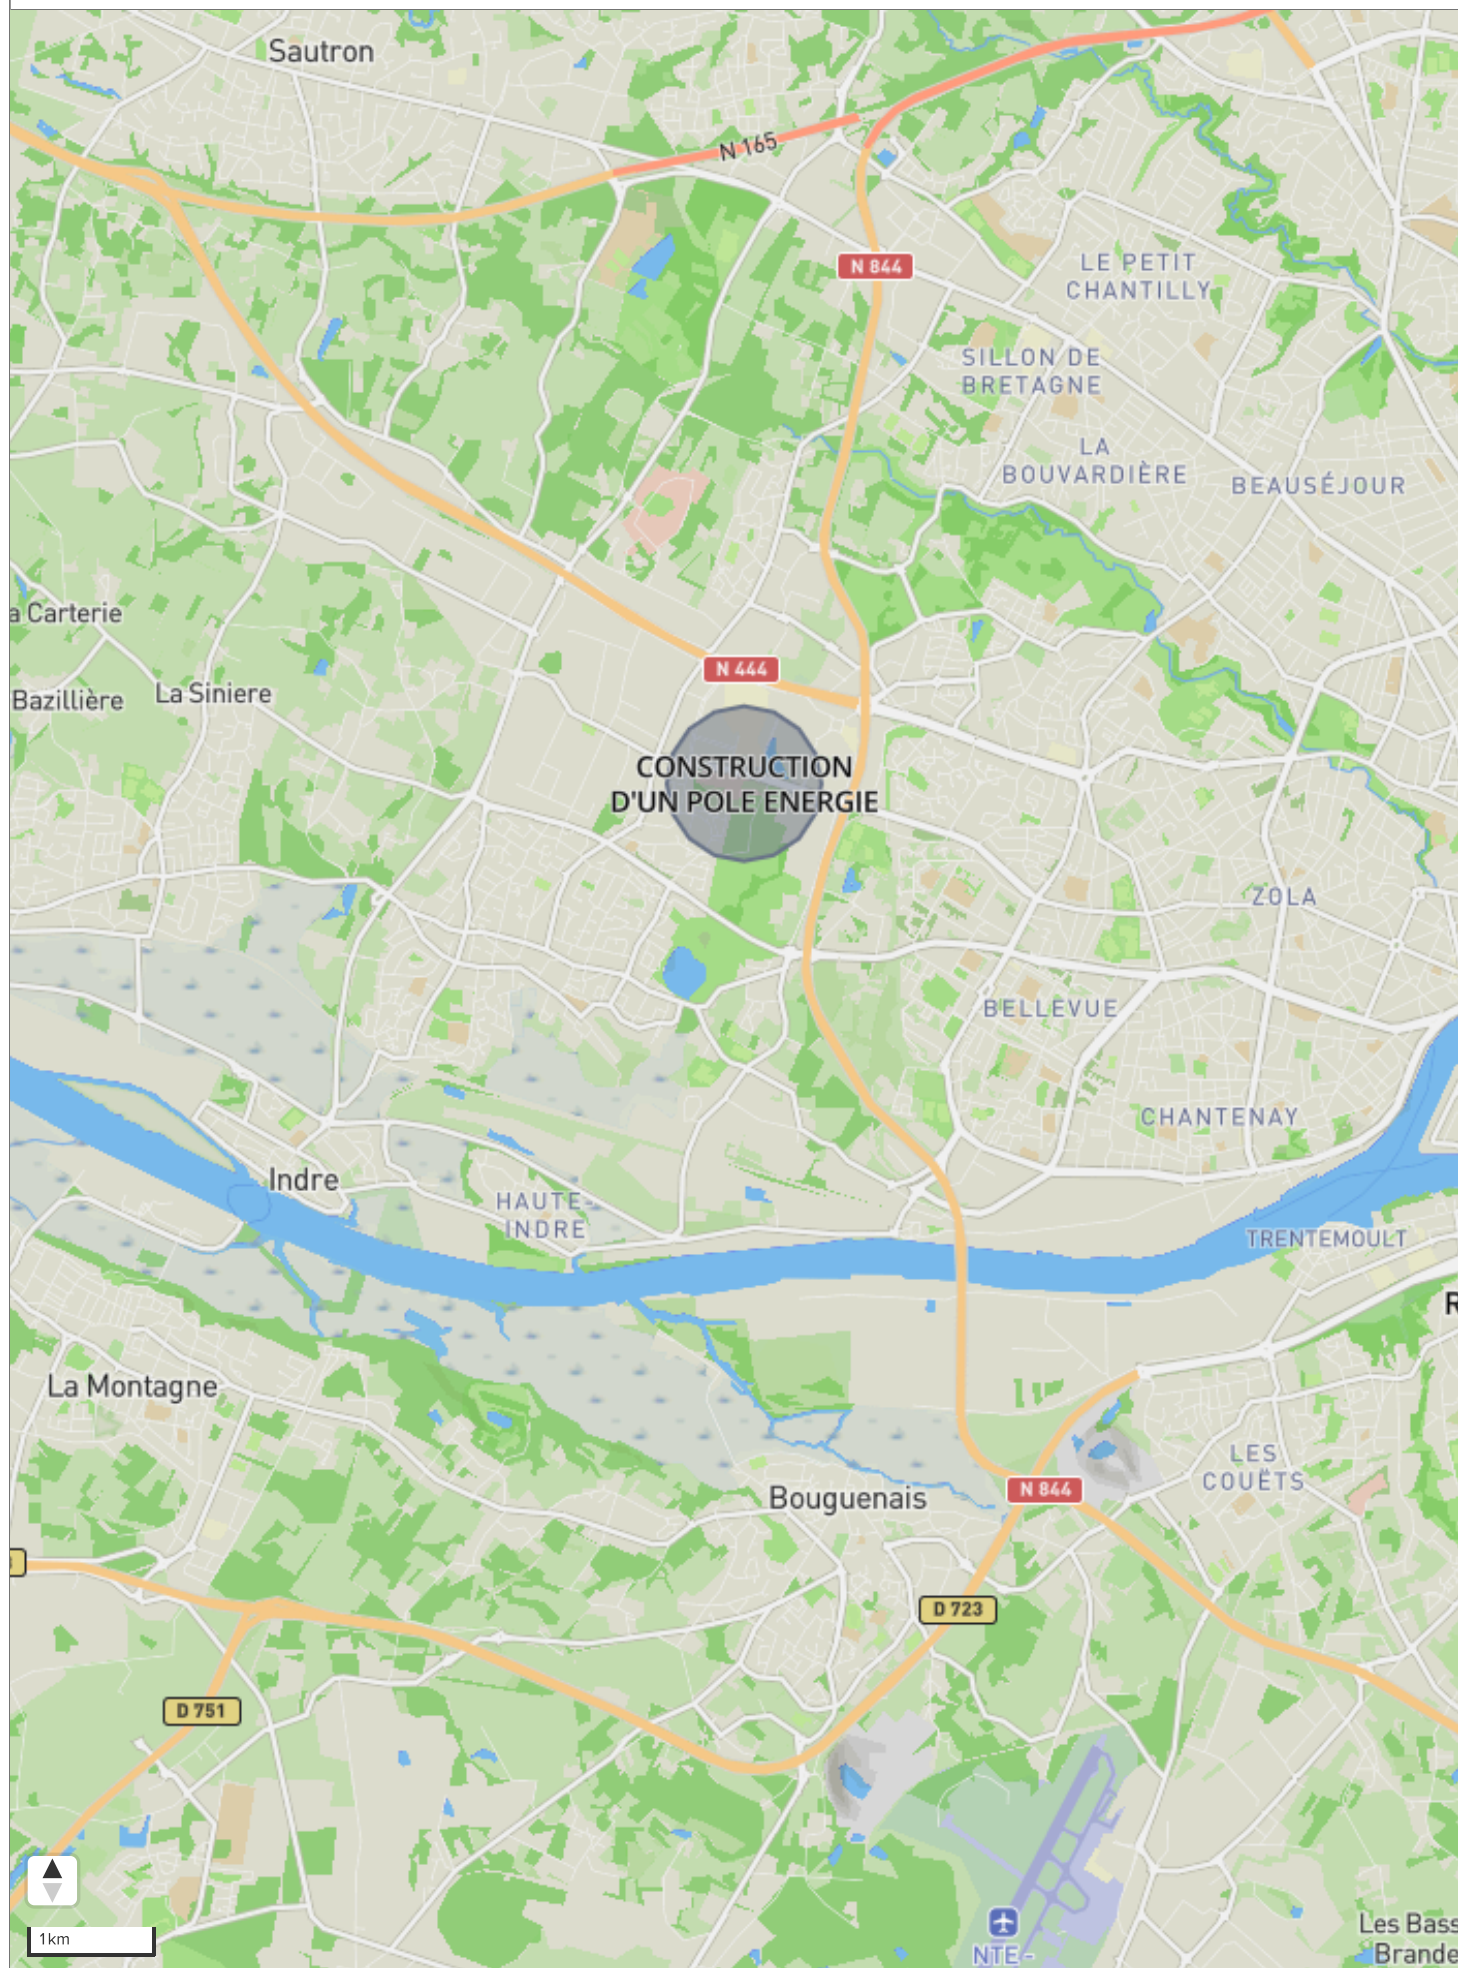 Sautron
N 165
N 844
LE PETIT
CHANTILLY
SILLON DE
BRETAGNE
LA
BOUVARDIÈRE
BEAUSÉJOUR
a Carterie
N 444
Bazillière
La Siniere
CONSTRUCTION
D'UN POLE ENERGIE
ZOLA
BELLEVUE
CHANTENAY
Indre
HAUTE-
INDRE
TRENTEMOULT
R
La Montagne
LES
COUËTS
Bouguenais
N 844
D 723
D 751
1km
NTE -
Les Bass
Brande